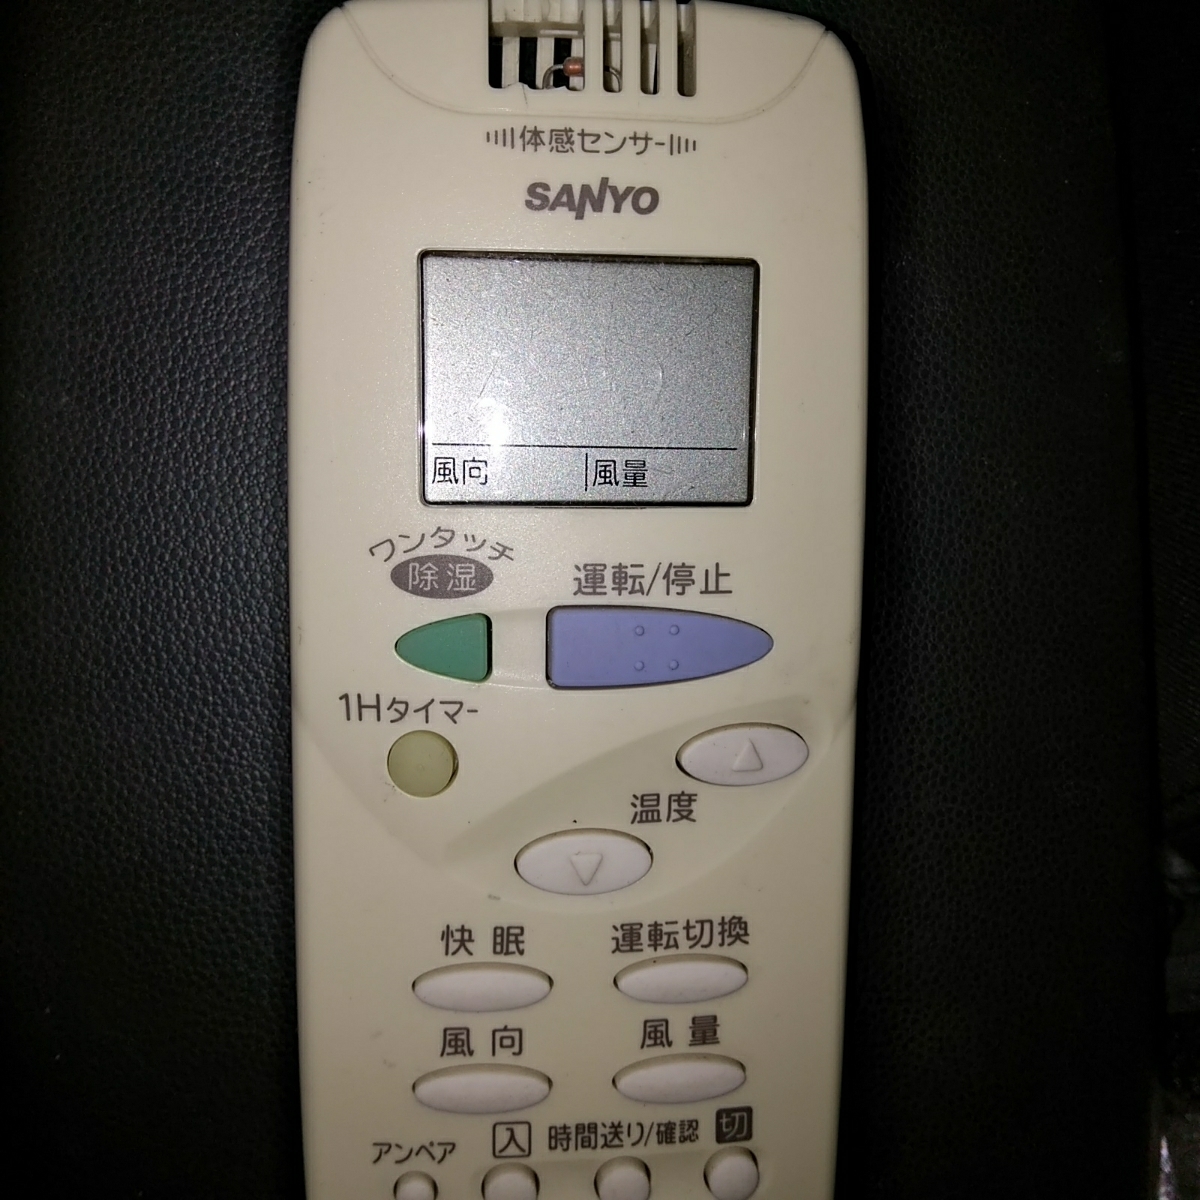 体感センサー
SANYO
風向 風量
ワンタッチ
除湿
運転/停止
1Hタイマー
温度
快眠 運転切換
風向 風量
アンペア 入 時間送り/確認 切